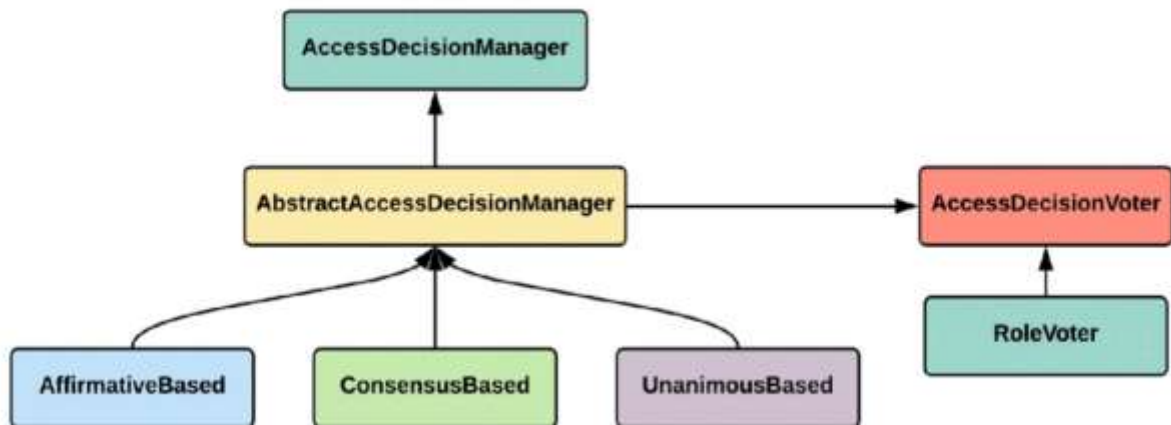 AccessDecisionManager
AbstractAccessDecisionManager
AccessDecisionVoter
RoleVoter
AffirmativeBased
ConsensusBased
UnanimousBased